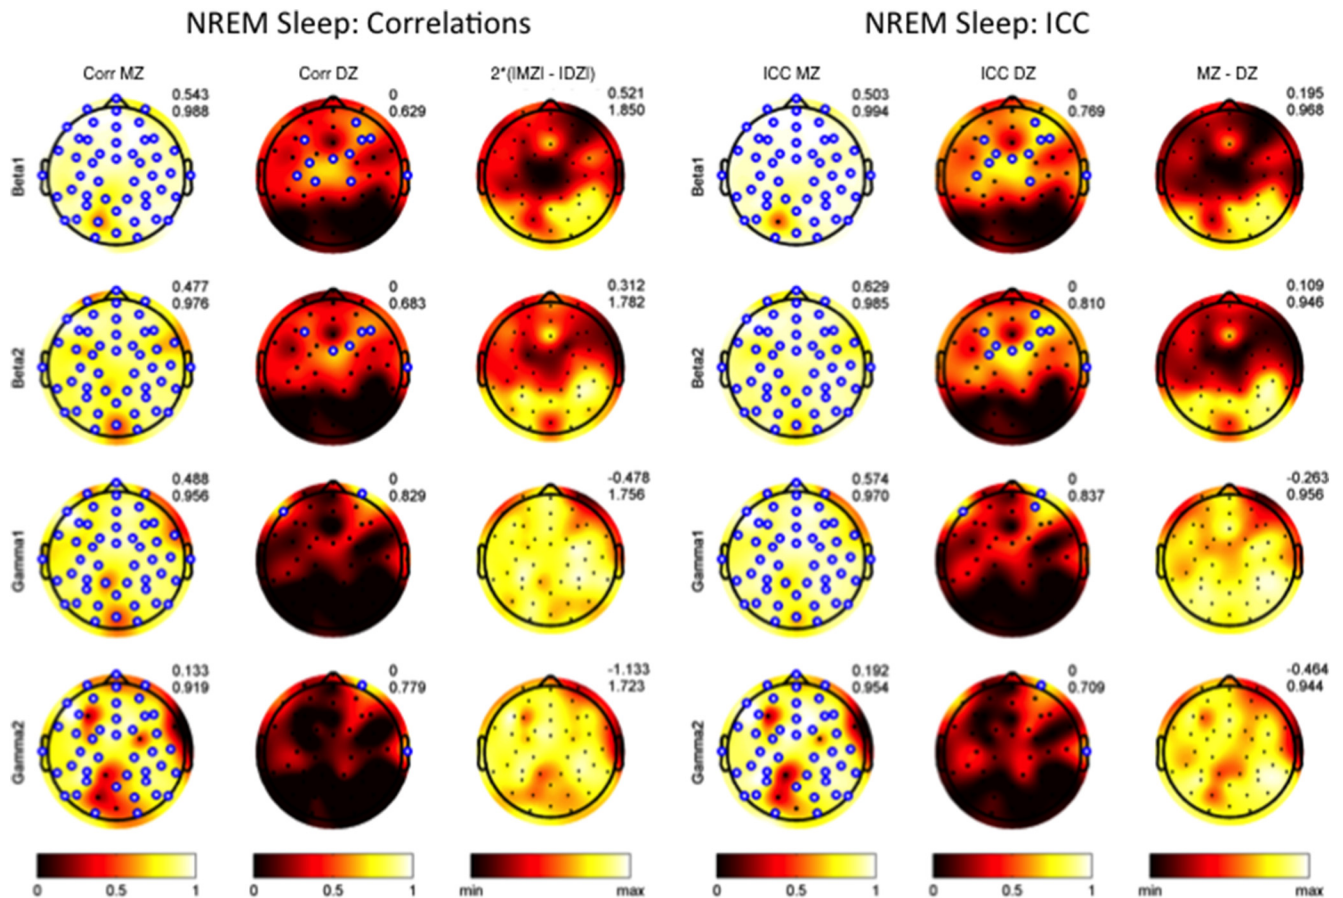 NREM Sleep: Correlations
NREM Sleep: ICC
Corr MZ
Corr DZ
2*(IMZI - IDZI)
ICC MZ
ICC DZ
MZ - DZ
Beta1
0.543
0.988
0
0.629
0.521
1.850
Beta1
0.503
0.994
0
0.769
0.195
0.968
Beta2
0.477
0.976
0
0.683
0.312
1.782
Beta2
0.629
0.985
0
0.810
0.109
0.946
Gamma1
0.488
0.956
0
0.829
-0.478
1.756
Gamma1
0.574
0.970
0
0.837
-0.263
0.956
Gamma2
0.133
0.919
0
0.779
-1.133
1.723
Gamma2
0.192
0.954
0
0.709
-0.464
0.944
0 0.5 1
0 0.5 1
min max
0 0.5 1
0 0.5 1
min max